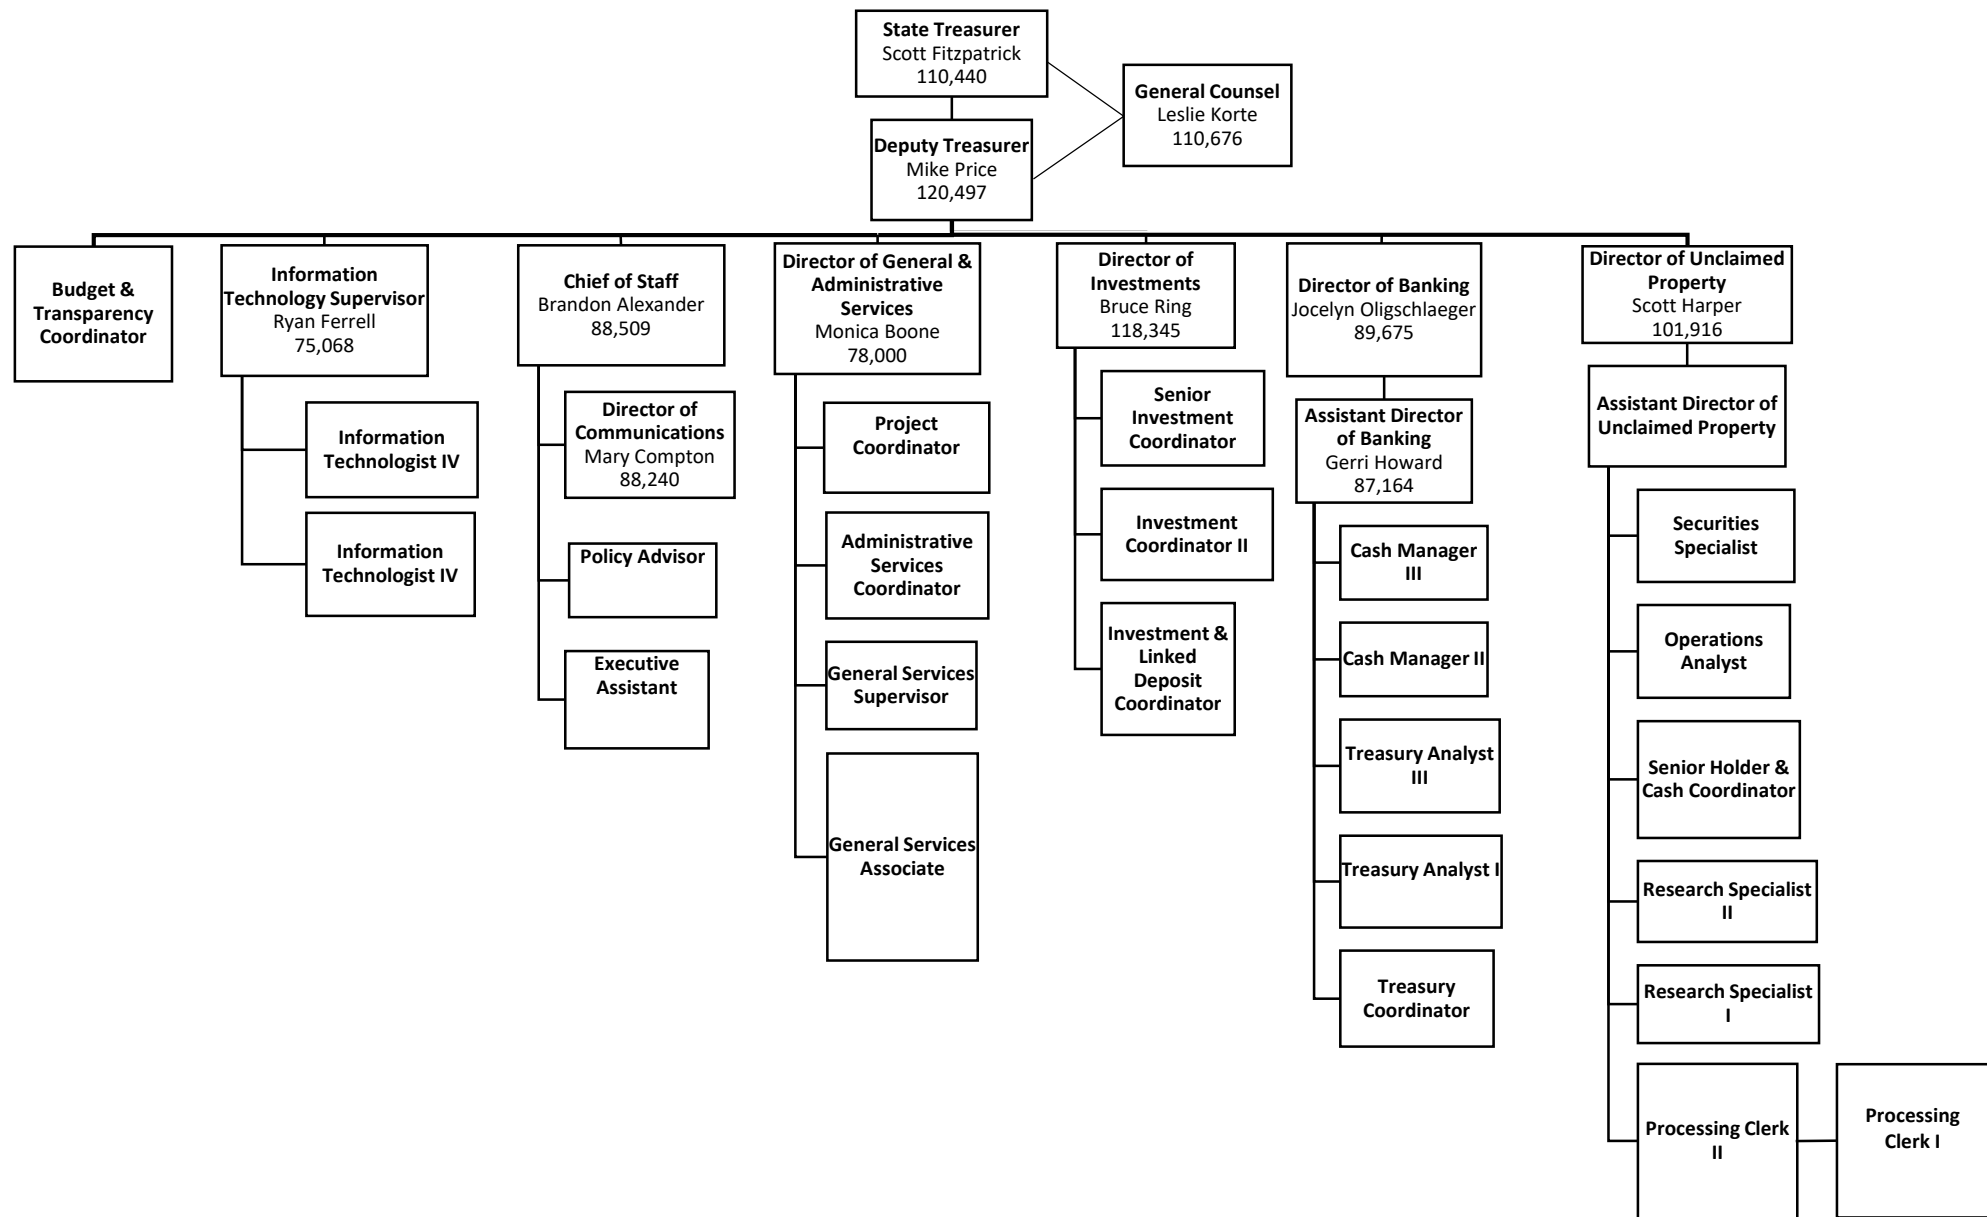 State Treasurer
Scott Fitzpatrick
110,440
General Counsel
Leslie Korte
110,676
Deputy Treasurer
Mike Price
120,497
Budget &
Transparency
Coordinator
Information
Technology Supervisor
Ryan Ferrell
75,068
Chief of Staff
Brandon Alexander
88,509
Director of General &
Administrative
Services
Monica Boone
78,000
Director of
Investments
Bruce Ring
118,345
Director of Banking
Jocelyn Oligschlaeger
89,675
Director of Unclaimed
Property
Scott Harper
101,916
Information
Technologist IV
Information
Technologist IV
Director of
Communications
Mary Compton
88,240
Policy Advisor
Executive
Assistant
Project
Coordinator
Administrative
Services
Coordinator
General Services
Supervisor
General Services
Associate
Senior
Investment
Coordinator
Investment
Coordinator II
Investment &
Linked
Deposit
Coordinator
Assistant Director
of Banking
Gerri Howard
87,164
Cash Manager
III
Cash Manager II
Treasury Analyst
III
Treasury Analyst I
Treasury
Coordinator
Assistant Director of
Unclaimed Property
Securities
Specialist
Operations
Analyst
Senior Holder &
Cash Coordinator
Research Specialist
II
Research Specialist
I
Processing Clerk
II
Processing
Clerk I